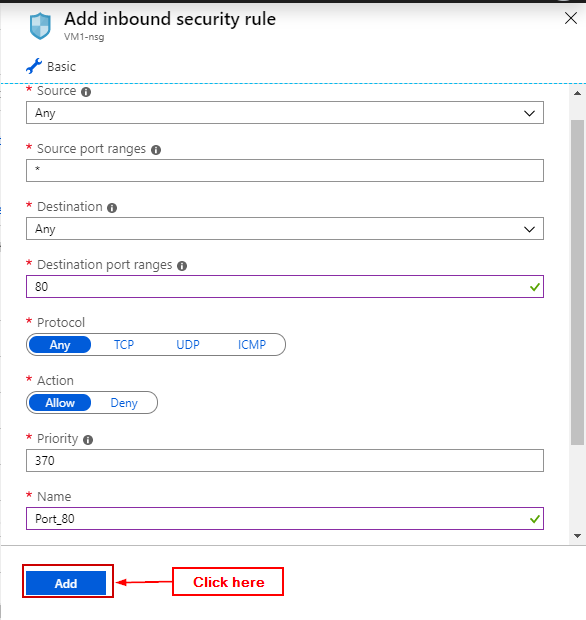 Add inbound security rule
VM1-nsg
Basic
* Source
Any
* Source port ranges
*
* Destination
Any
* Destination port ranges
80
* Protocol
Any TCP UDP ICMP
* Action
Allow Deny
* Priority
370
* Name
Port_80
Add Click here